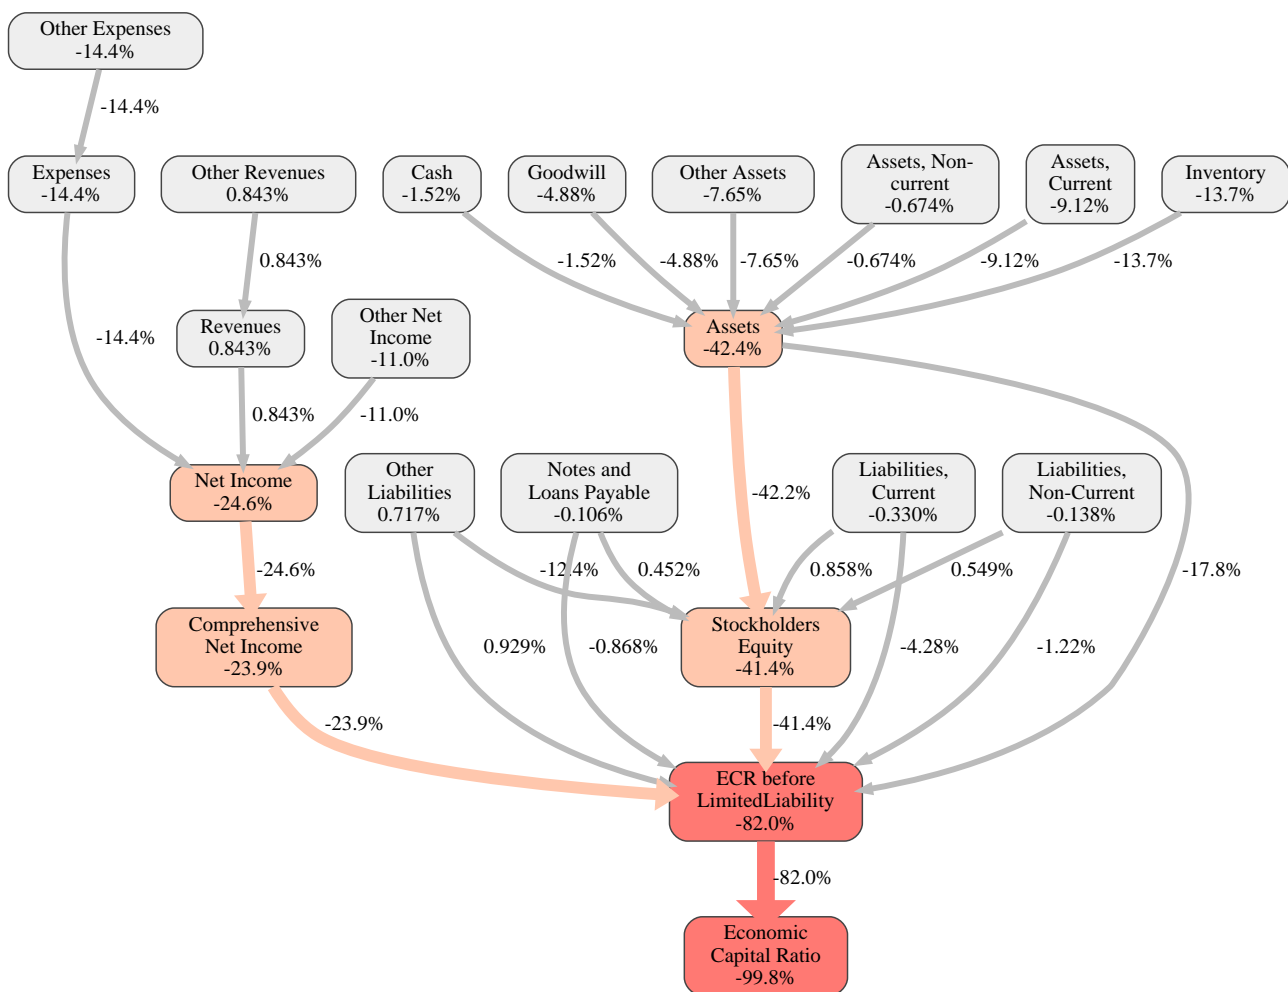 Other Expenses
-14.4%
-14.4%
Expenses
-14.4%
Other Revenues
0.843%
Cash
-1.52%
Goodwill
-4.88%
Other Assets
-7.65%
Assets, Non-
current
-0.674%
Assets,
Current
-9.12%
Inventory
-13.7%
0.843%
-1.52%
-4.88%
-7.65%
-0.674%
-9.12%
-13.7%
-14.4%
Revenues
0.843%
Other Net
Income
-11.0%
Assets
-42.4%
0.843%
-11.0%
Net Income
-24.6%
Other
Liabilities
0.717%
Notes and
Loans Payable
-0.106%
-42.2%
Liabilities,
Current
-0.330%
Liabilities,
Non-Current
-0.138%
-24.6%
-12.4%
0.452%
0.858%
0.549%
-17.8%
Comprehensive
Net Income
-23.9%
0.929%
-0.868%
Stockholders
Equity
-41.4%
-4.28%
-1.22%
-23.9%
-41.4%
ECR before
LimitedLiability
-82.0%
-82.0%
Economic
Capital Ratio
-99.8%